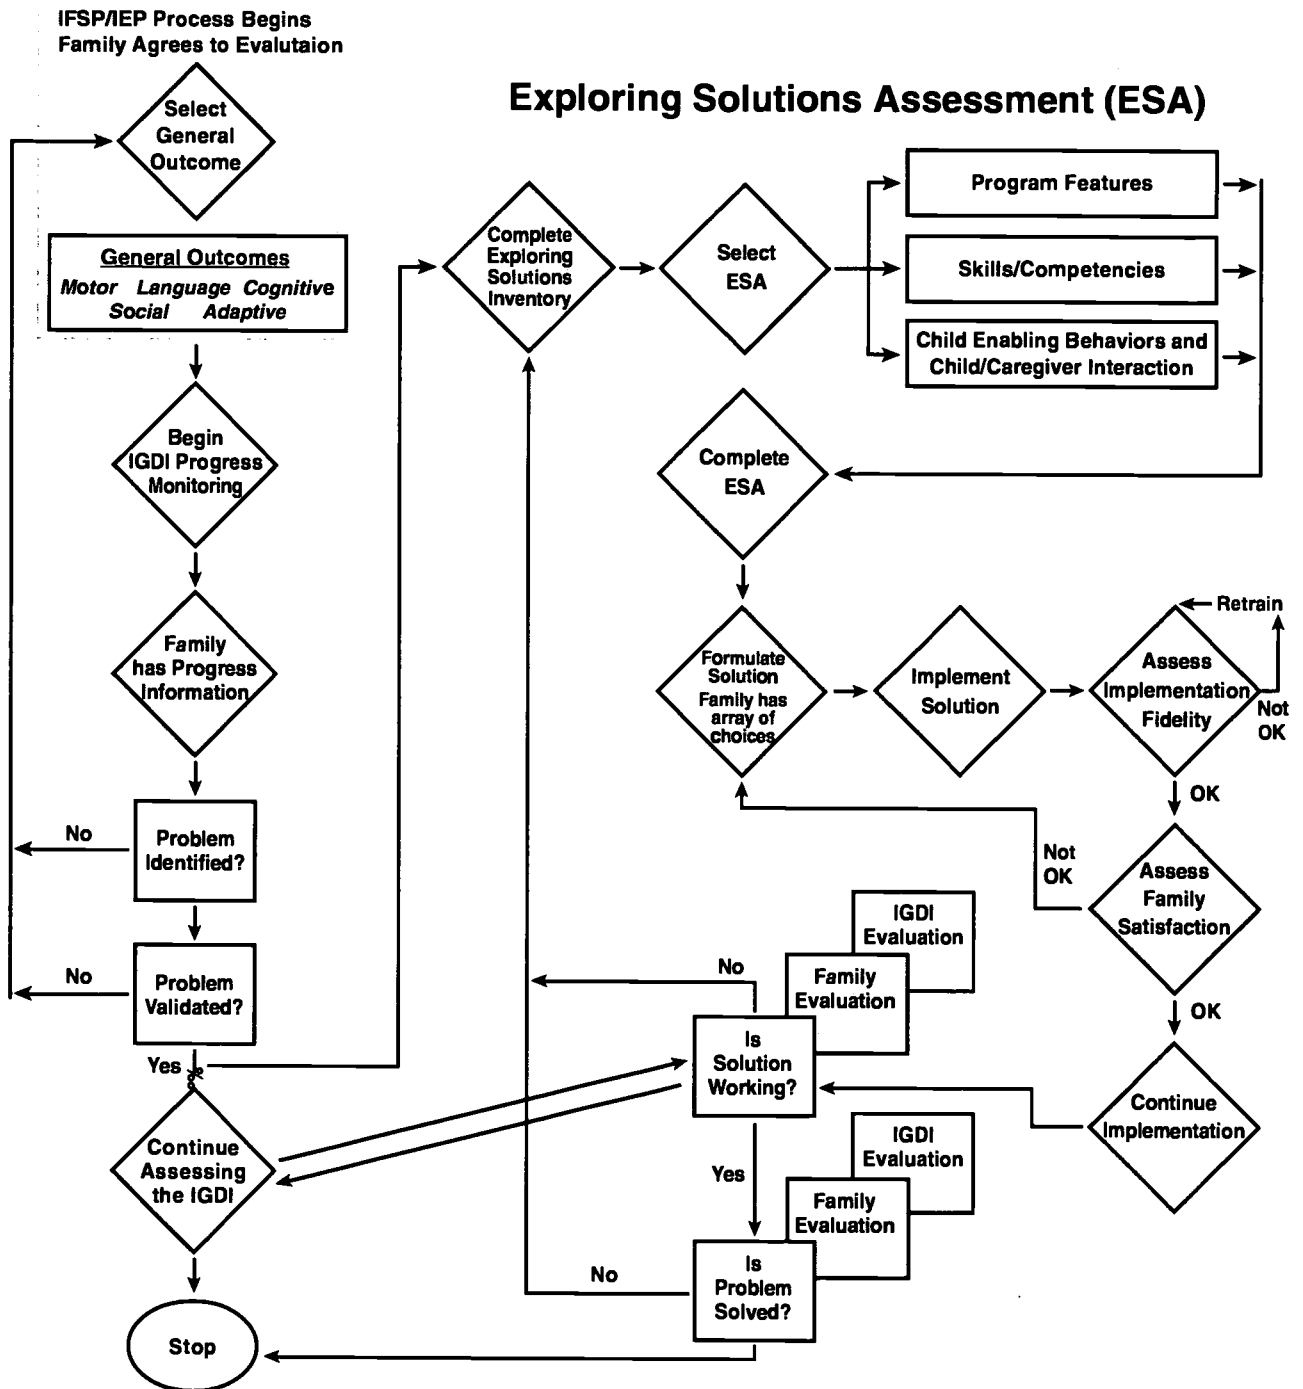 IFSP/IEP Process Begins
Family Agrees to Evalutaion
Exploring Solutions Assessment (ESA)
Select
General
Outcome
General Outcomes
Motor Language Cognitive
Social Adaptive
Begin
IGDI Progress
Monitoring
Family
has Progress
Information
Problem
Identified?
No
Problem
Validated?
No
Yes
Continue
Assessing
the IGDI
Stop
Complete
Exploring
Solutions
Inventory
Select
ESA
Program Features
Skills/Competencies
Child Enabling Behaviors and
Child/Caregiver Interaction
Complete
ESA
Formulate
Solution
Family has
array of
choices
Implement
Solution
Assess
Implementation
Fidelity
Retrain
Not
OK
OK
Assess
Family
Satisfaction
Not
OK
OK
Continue
Implementation
IGDI
Evaluation
Family
Evaluation
Is
Solution
Working?
No
Yes
IGDI
Evaluation
Family
Evaluation
Is
Problem
Solved?
No